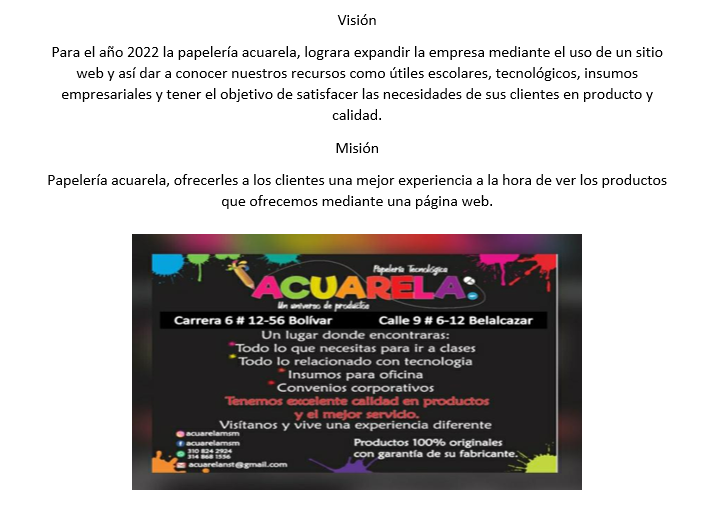 Visión
Para el año 2022 la papelería acuarela, lograra expandir la empresa mediante el uso de un sitio
web y así dar a conocer nuestros recursos como útiles escolares, tecnológicos, insumos
empresariales y tener el objetivo de satisfacer las necesidades de sus clientes en producto y
calidad.
Misión
Papelería acuarela, ofrecerles a los clientes una mejor experiencia a la hora de ver los productos
que ofrecemos mediante una página web.
Papelería Tecnológica
ACUARELA
Un universo de productos
Carrera 6 # 12-56 Bolívar Calle 9 # 6-12 Belalcazar
Un lugar donde encontraras:
*Todo lo que necesitas para ir a clases
*Todo lo relacionado con tecnologia
*Insumos para oficina
*Convenios corporativos
Tenemos excelente calidad en productos
y el mejor servicio.
Visítanos y vive una experiencia diferente
acuarelamsm
acuarelamsm
310 824 2924
314 868 1556
acuarelanst@gmail.com
Productos 100% originales
con garantía de su fabricante.